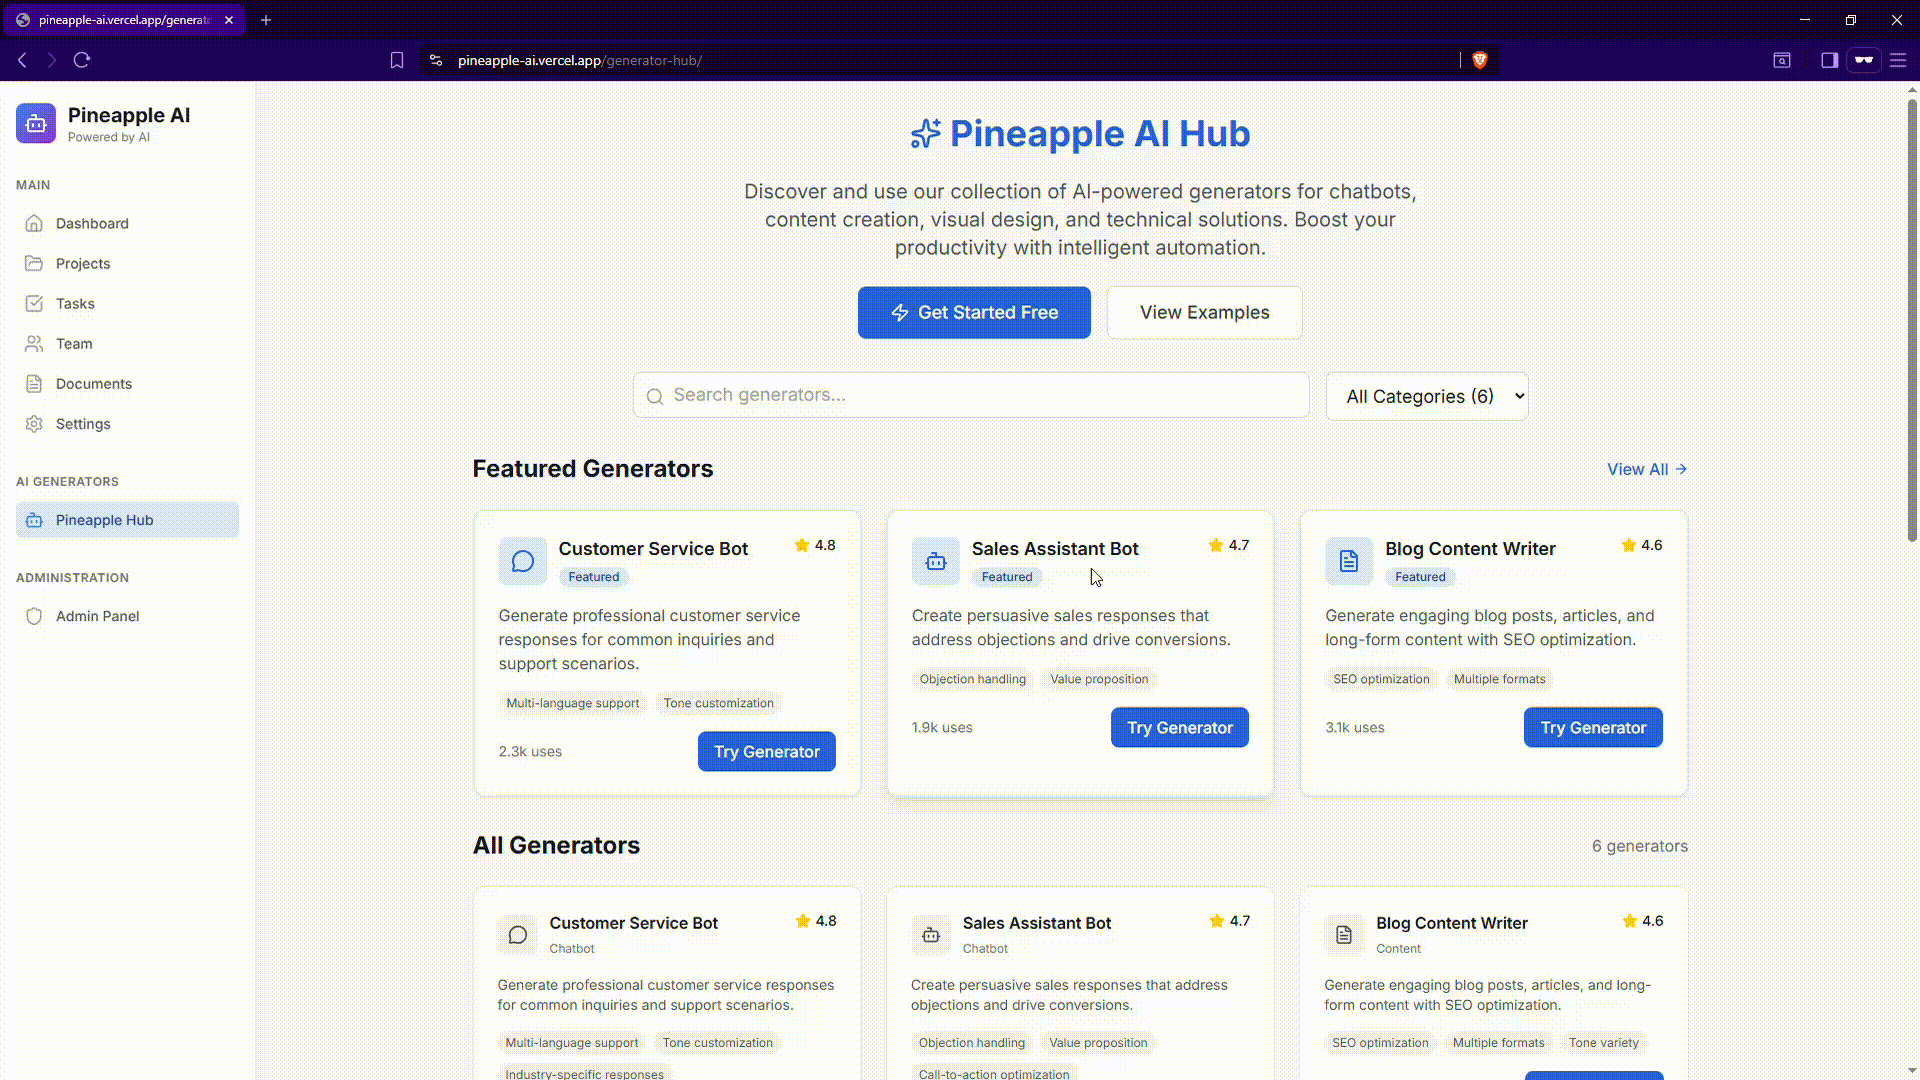 pineapple-ai.vercel.app/generat
pineapple-ai.vercel.app/generator-hub/
Pineapple AI
Powered by AI
MAIN
Dashboard
Projects
Tasks
Team
Documents
Settings
AI GENERATORS
Pineapple Hub
ADMINISTRATION
Admin Panel
Pineapple AI Hub
Discover and use our collection of AI-powered generators for chatbots,
content creation, visual design, and technical solutions. Boost your
productivity with intelligent automation.
Get Started Free
View Examples
Search generators...
All Categories (6)
Featured Generators
View All
Customer Service Bot
4.8
Featured
Generate professional customer service
responses for common inquiries and
support scenarios.
Multi-language support
Tone customization
2.3k uses
Try Generator
Sales Assistant Bot
4.7
Featured
Create persuasive sales responses that
address objections and drive conversions.
Objection handling
Value proposition
1.9k uses
Try Generator
Blog Content Writer
4.6
Featured
Generate engaging blog posts, articles, and
long-form content with SEO optimization.
SEO optimization
Multiple formats
3.1k uses
Try Generator
All Generators
6 generators
Customer Service Bot
4.8
Chatbot
Generate professional customer service responses
for common inquiries and support scenarios.
Multi-language support
Tone customization
Industry-specific responses
Sales Assistant Bot
4.7
Chatbot
Create persuasive sales responses that address
objections and drive conversions.
Objection handling
Value proposition
Call-to-action optimization
Blog Content Writer
4.6
Content
Generate engaging blog posts, articles, and long-
form content with SEO optimization.
SEO optimization
Multiple formats
Tone variety